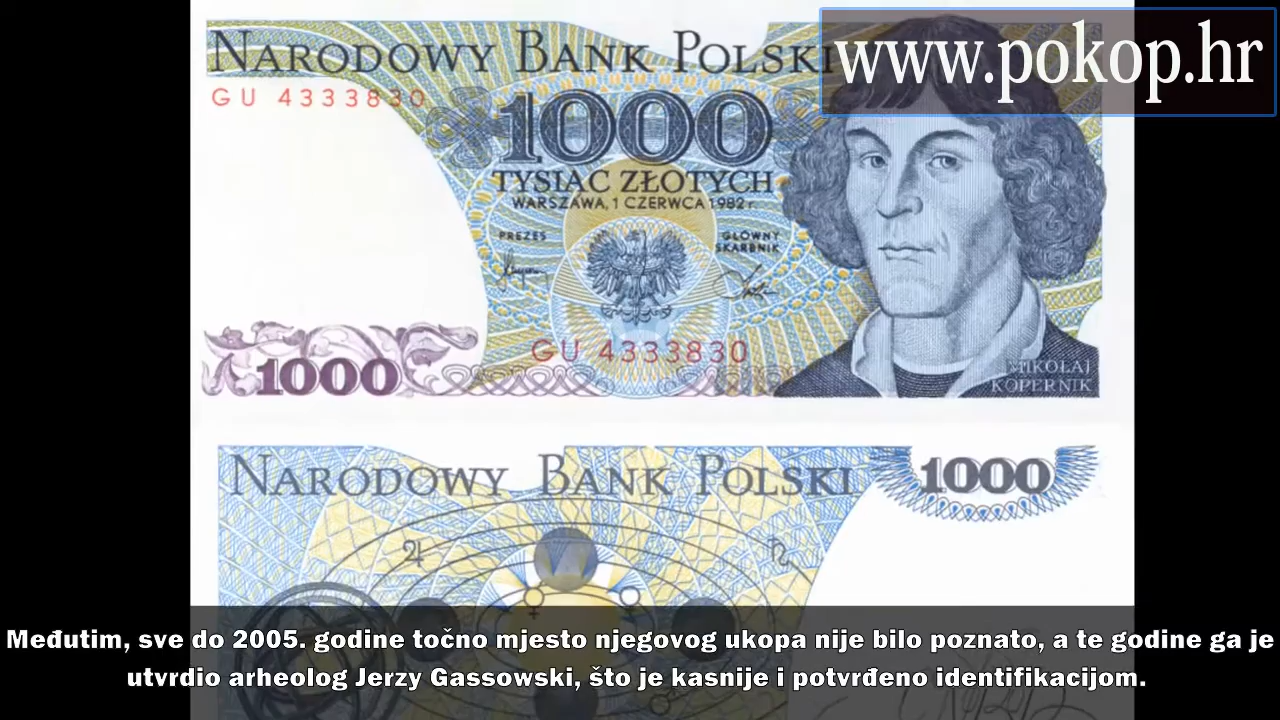 www.pokop.hr
NARODOWY BANK POLSKI
GU 4333830
1000
TYSIĄC ZŁOTYCH
WARSZAWA, 1 CZERWCA 1982 r.
PREZES
GŁÓWNY
SKARBNIK
GU 4333830
1000
MIKOŁAJ
KOPERNIK
NARODOWY BANK POLSKI
1000
Međutim, sve do 2005. godine točno mjesto njegovog ukopa nije bilo poznato, a te godine ga je
utvrdio arheolog Jerzy Gassowski, što je kasnije i potvrđeno identifikacijom.